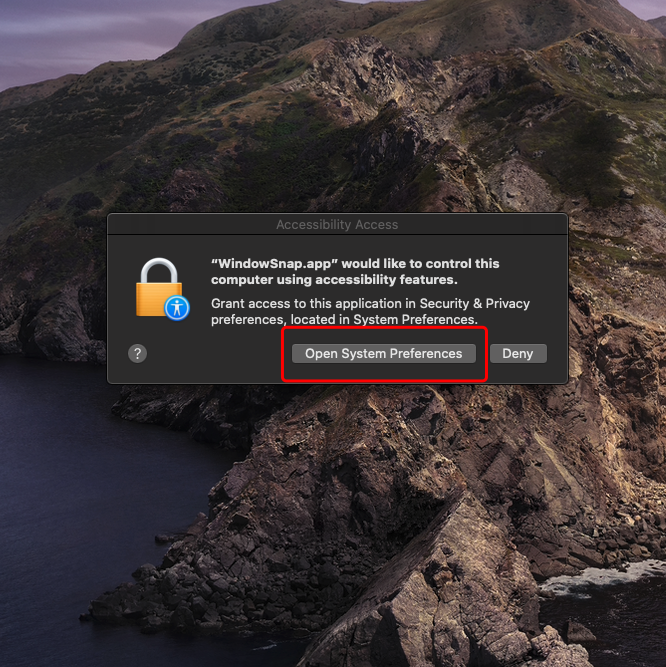 Accessibility Access
“WindowSnap.app” would like to control this
computer using accessibility features.
Grant access to this application in Security & Privacy
preferences, located in System Preferences.
?
Open System Preferences
Deny